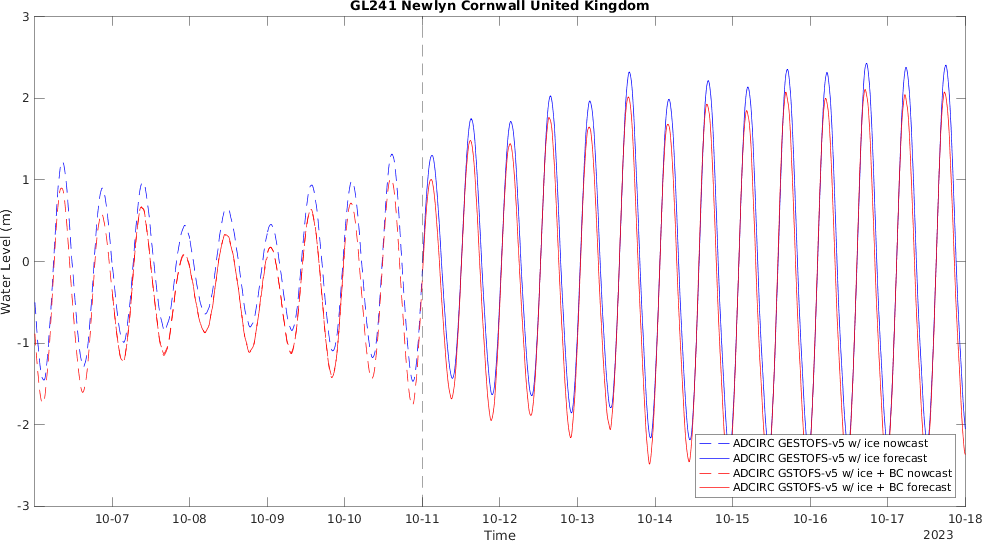 GL241 Newlyn Cornwall United Kingdom
3
2
1
0
-1
-2
-3
Water Level (m)
ADCIRC GESTOFS-v5 w/ ice nowcast
ADCIRC GESTOFS-v5 w/ ice forecast
ADCIRC GSTOFS-v5 w/ ice + BC nowcast
ADCIRC GSTOFS-v5 w/ ice + BC forecast
10-07 10-08 10-09 10-10 10-11 10-12 10-13 10-14 10-15 10-16 10-17 10-18
Time
2023